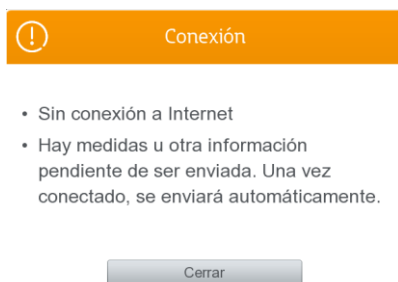 Conexión
• Sin conexión a Internet
• Hay medidas u otra información
pendiente de ser enviada. Una vez
conectado, se enviará automáticamente.
Cerrar